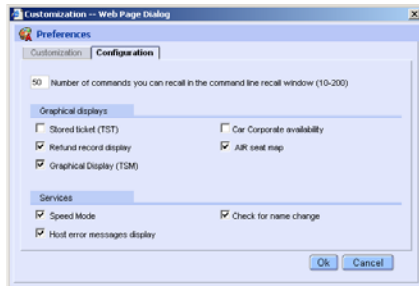 Customization -- Web Page Dialog
Preferences
Customization Configuration
50 Number of commands you can recall in the command line recall window (10-200)
Graphical displays
Stored ticket (TST) Car Corporate availability
Refund record display AIR seat map
Graphical Display (TSM)
Services
Speed Mode Check for name change
Host error messages display
Ok Cancel